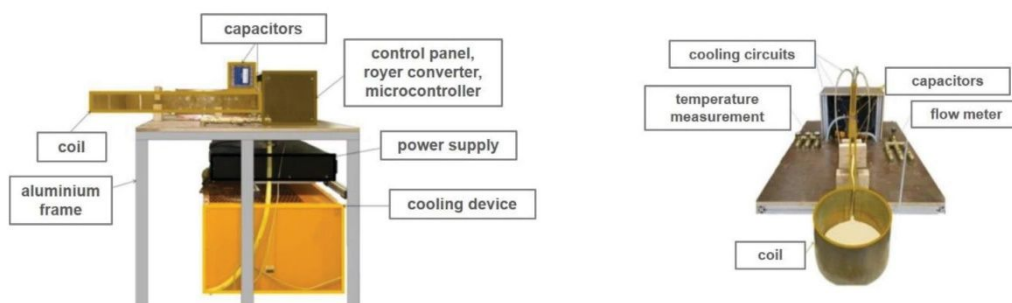 capacitors
control panel,
royer converter,
microcontroller
coil
power supply
aluminium
frame
cooling device
cooling circuits
capacitors
temperature
measurement
flow meter
coil